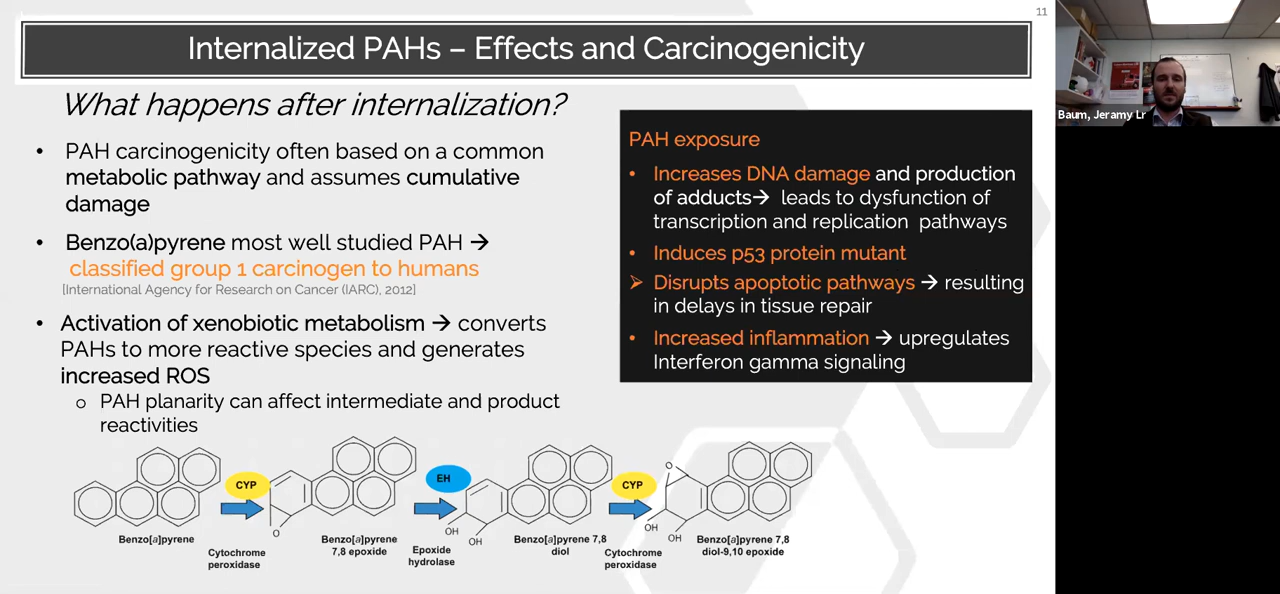 11
Internalized PAHs – Effects and Carcinogenicity
What happens after internalization?
• PAH carcinogenicity often based on a common
metabolic pathway and assumes cumulative
damage
• Benzo(a)pyrene most well studied PAH →
classified group 1 carcinogen to humans
[International Agency for Research on Cancer (IARC), 2012]
• Activation of xenobiotic metabolism → converts
PAHs to more reactive species and generates
increased ROS
o PAH planarity can affect intermediate and product
reactivities
PAH exposure
• Increases DNA damage and production
of adducts→ leads to dysfunction of
transcription and replication pathways
• Induces p53 protein mutant
➢ Disrupts apoptotic pathways → resulting
in delays in tissue repair
• Increased inflammation → upregulates
Interferon gamma signaling
Benzo[a]pyrene
CYP
Cytochrome
peroxidase
O
Benzo[a]pyrene
7,8 epoxide
EH
Epoxide
hydrolase
OH
OH
Benzo[a]pyrene 7,8
diol
CYP
Cytochrome
peroxidase
O
OH
OH
Benzo[a]pyrene 7,8
diol-9,10 epoxide
Baum, Jeramy Lr